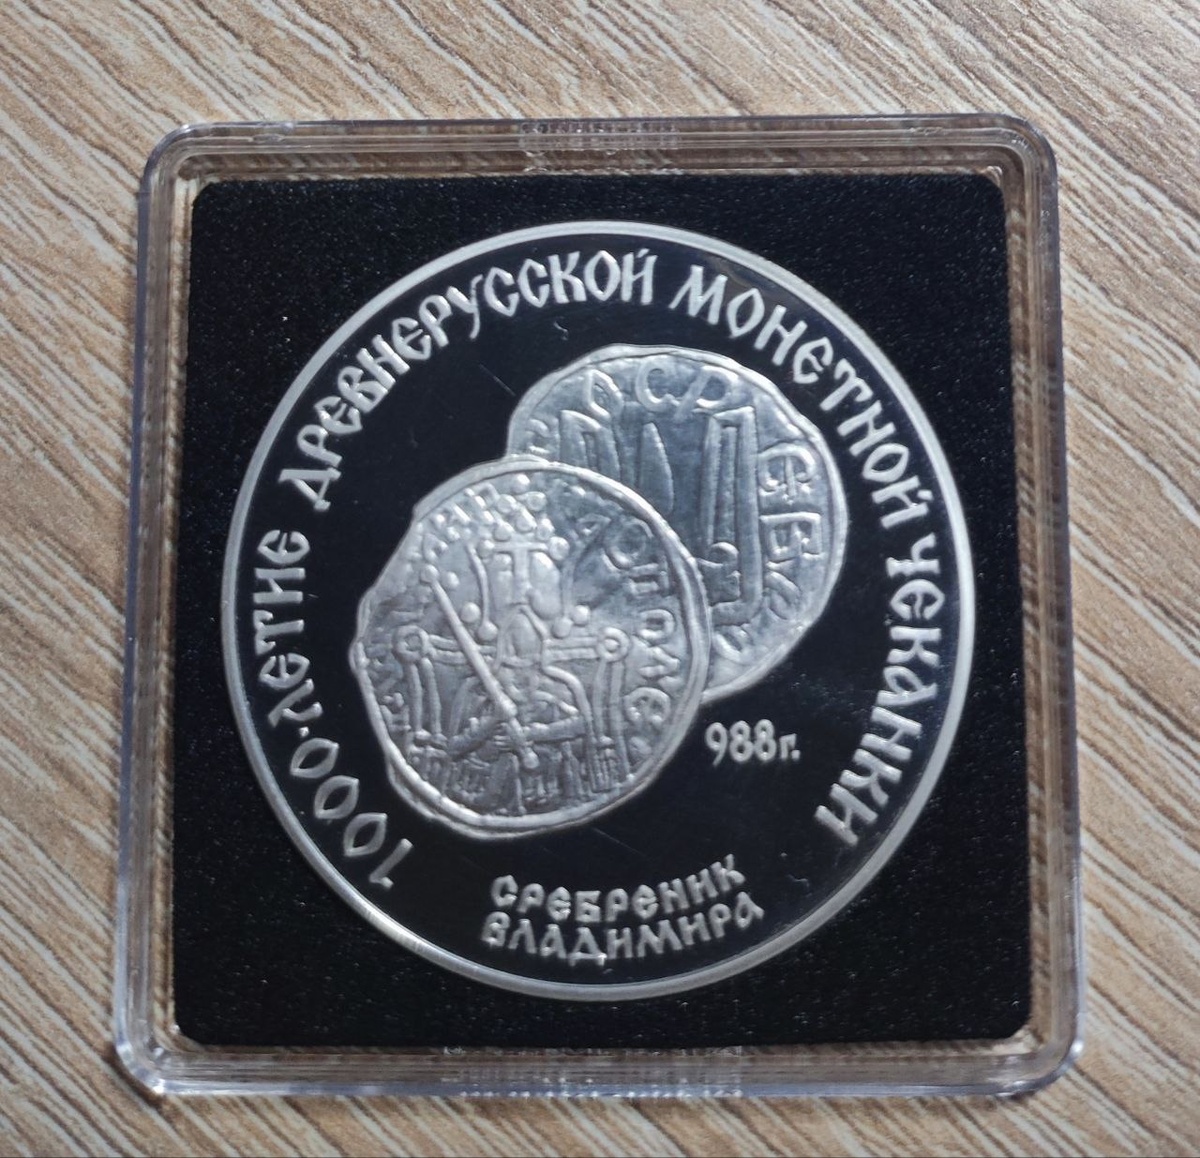 1000·ЛЕТИЕ ДРЕВНЕРУССКОЙ МОНЕТНОЙ ЧЕКАНКИ
988г.
СРЕБРЕНИК
ВЛАДИМИРА